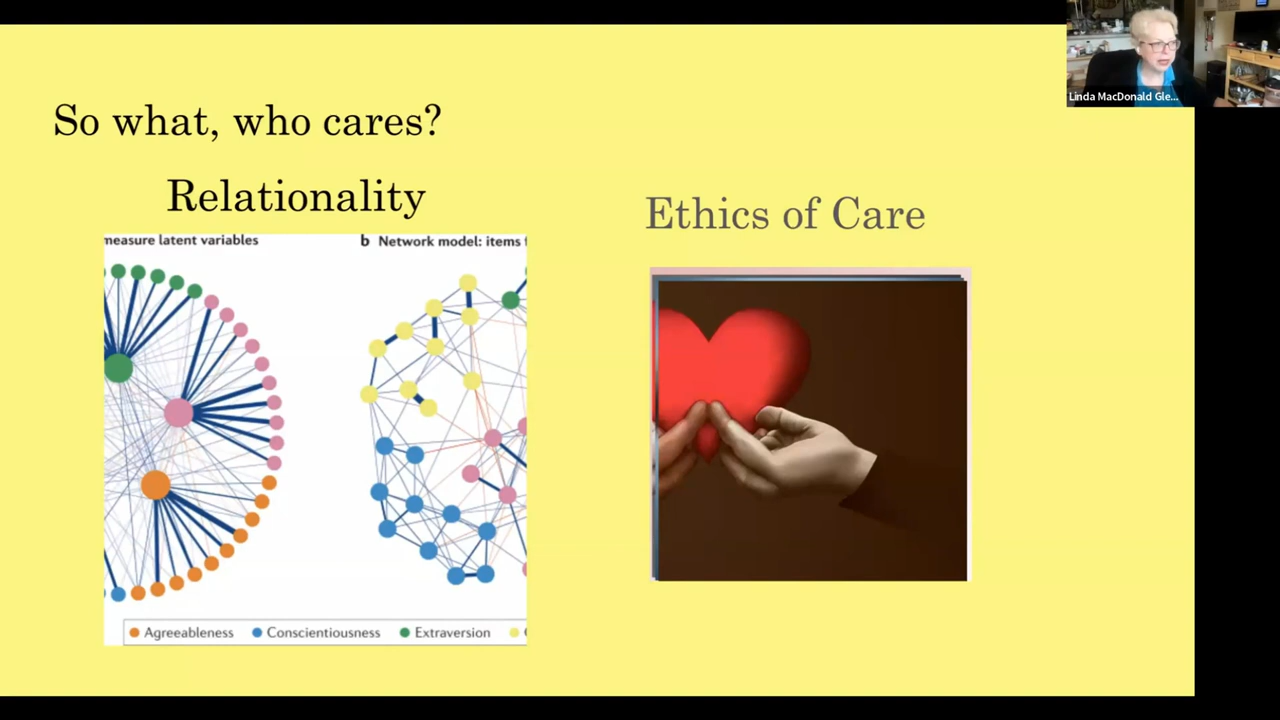 So what, who cares?
Relationality
Ethics of Care
measure latent variables
b Network model: items
Agreeableness Conscientiousness Extraversion
Linda MacDonald Gle...